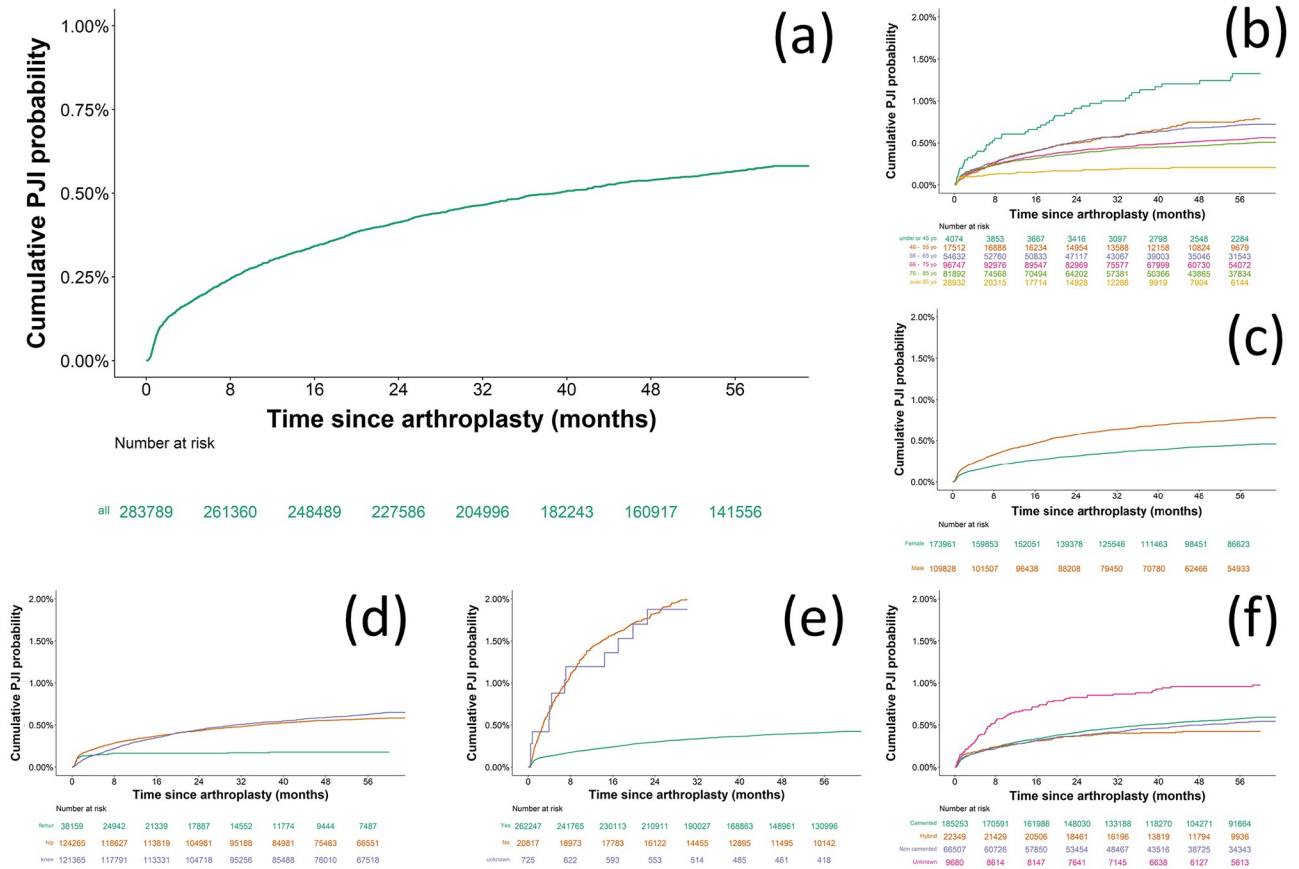 (a)
Cumulative PJI probability
1.00%
0.75%
0.50%
0.25%
0.00%
0 8 16 24 32 40 48 56
Time since arthroplasty (months)
Number at risk
all 283789 261360 248489 227586 204996 182243 160917 141556
(b)
Cumulative PJI probability
2.00%
1.50%
1.00%
0.50%
0.00%
0 8 16 24 32 40 48 56
Time since arthroplasty (months)
Number at risk
under or 45 yo 4074 3853 3667 3416 3097 2798 2548 2284
46 - 55 yo 17512 16888 16234 14954 13588 12158 10824 9679
56 - 65 yo 54632 52760 50833 47117 43067 39003 35046 31543
66 - 75 yo 96747 92976 89547 82969 75577 67999 60730 54072
76 - 85 yo 81892 74568 70494 64202 57381 50366 43865 37834
over 85 yo 28932 20315 17714 14928 12286 9919 7904 6144
(c)
Cumulative PJI probability
2.00%
1.50%
1.00%
0.50%
0.00%
0 8 16 24 32 40 48 56
Time since arthroplasty (months)
Number at risk
Female 173961 159853 152051 139378 125546 111463 98451 86623
Male 109828 101507 96438 88208 79450 70780 62466 54933
(d)
Cumulative PJI probability
2.00%
1.50%
1.00%
0.50%
0.00%
0 8 16 24 32 40 48 56
Time since arthroplasty (months)
Number at risk
femur 38159 24942 21339 17887 14552 11774 9444 7487
hip 124265 118627 113819 104981 95188 84981 75463 66551
knee 121365 117791 113331 104718 95256 85488 76010 67518
(e)
Cumulative PJI probability
2.00%
1.50%
1.00%
0.50%
0.00%
0 8 16 24 32 40 48 56
Time since arthroplasty (months)
Number at risk
Yes 262247 241765 230113 210911 190027 168863 148961 130996
No 20817 18973 17783 16122 14455 12895 11495 10142
unknown 725 622 593 553 514 485 461 418
(f)
Cumulative PJI probability
2.00%
1.50%
1.00%
0.50%
0.00%
0 8 16 24 32 40 48 56
Time since arthroplasty (months)
Number at risk
Cemented 185253 170591 161986 148030 133188 118270 104271 91664
Hybrid 22349 21429 20506 18461 16196 13819 11794 9936
Non cemented 66507 60726 57850 53454 48467 43516 38725 34343
Unknown 9680 8614 8147 7641 7145 6638 6127 5613